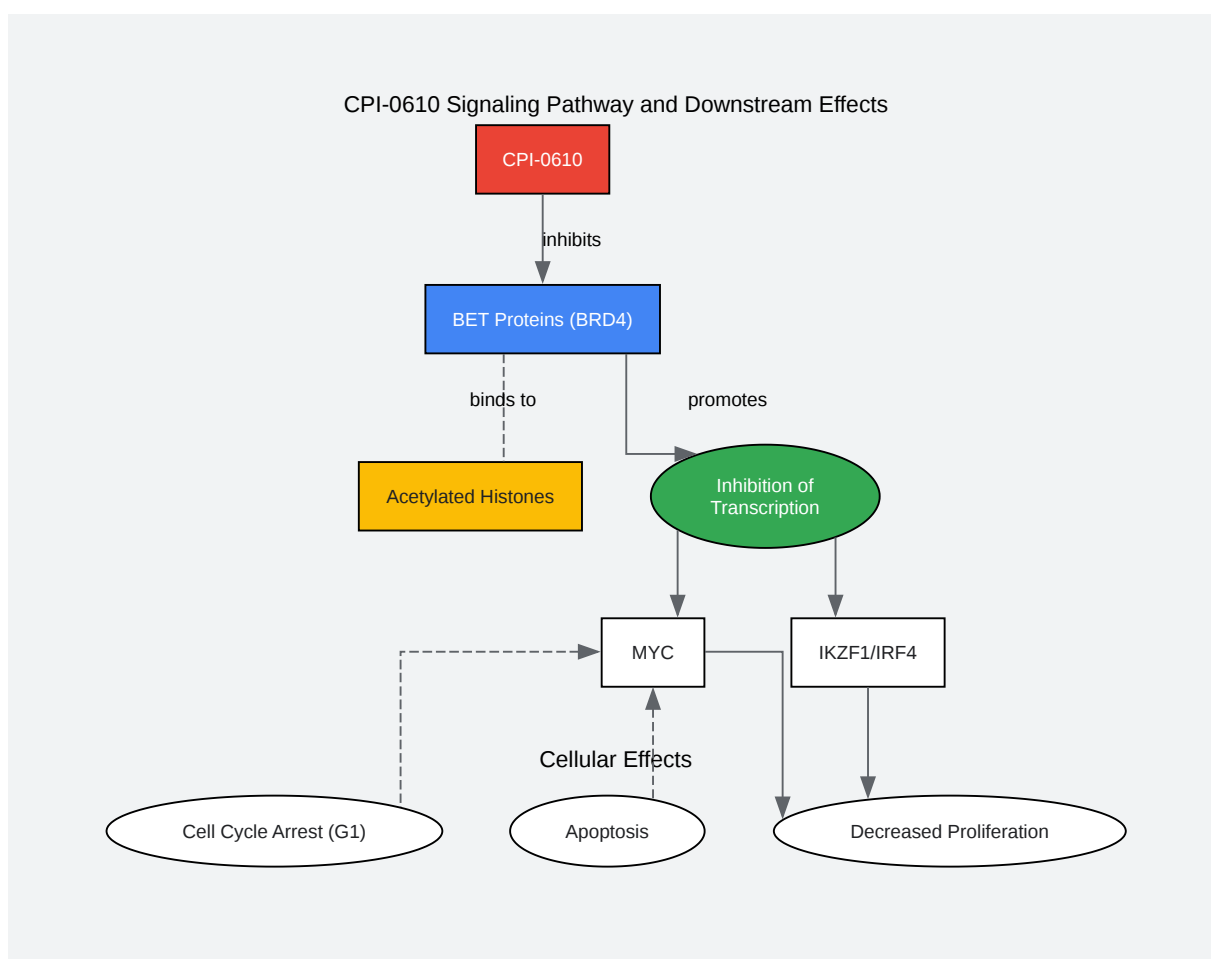 CPI-0610 Signaling Pathway and Downstream Effects
CPI-0610
inhibits
BET Proteins (BRD4)
binds to
promotes
Acetylated Histones
Inhibition of
Transcription
MYC
IKZF1/IRF4
Cellular Effects
Cell Cycle Arrest (G1)
Apoptosis
Decreased Proliferation